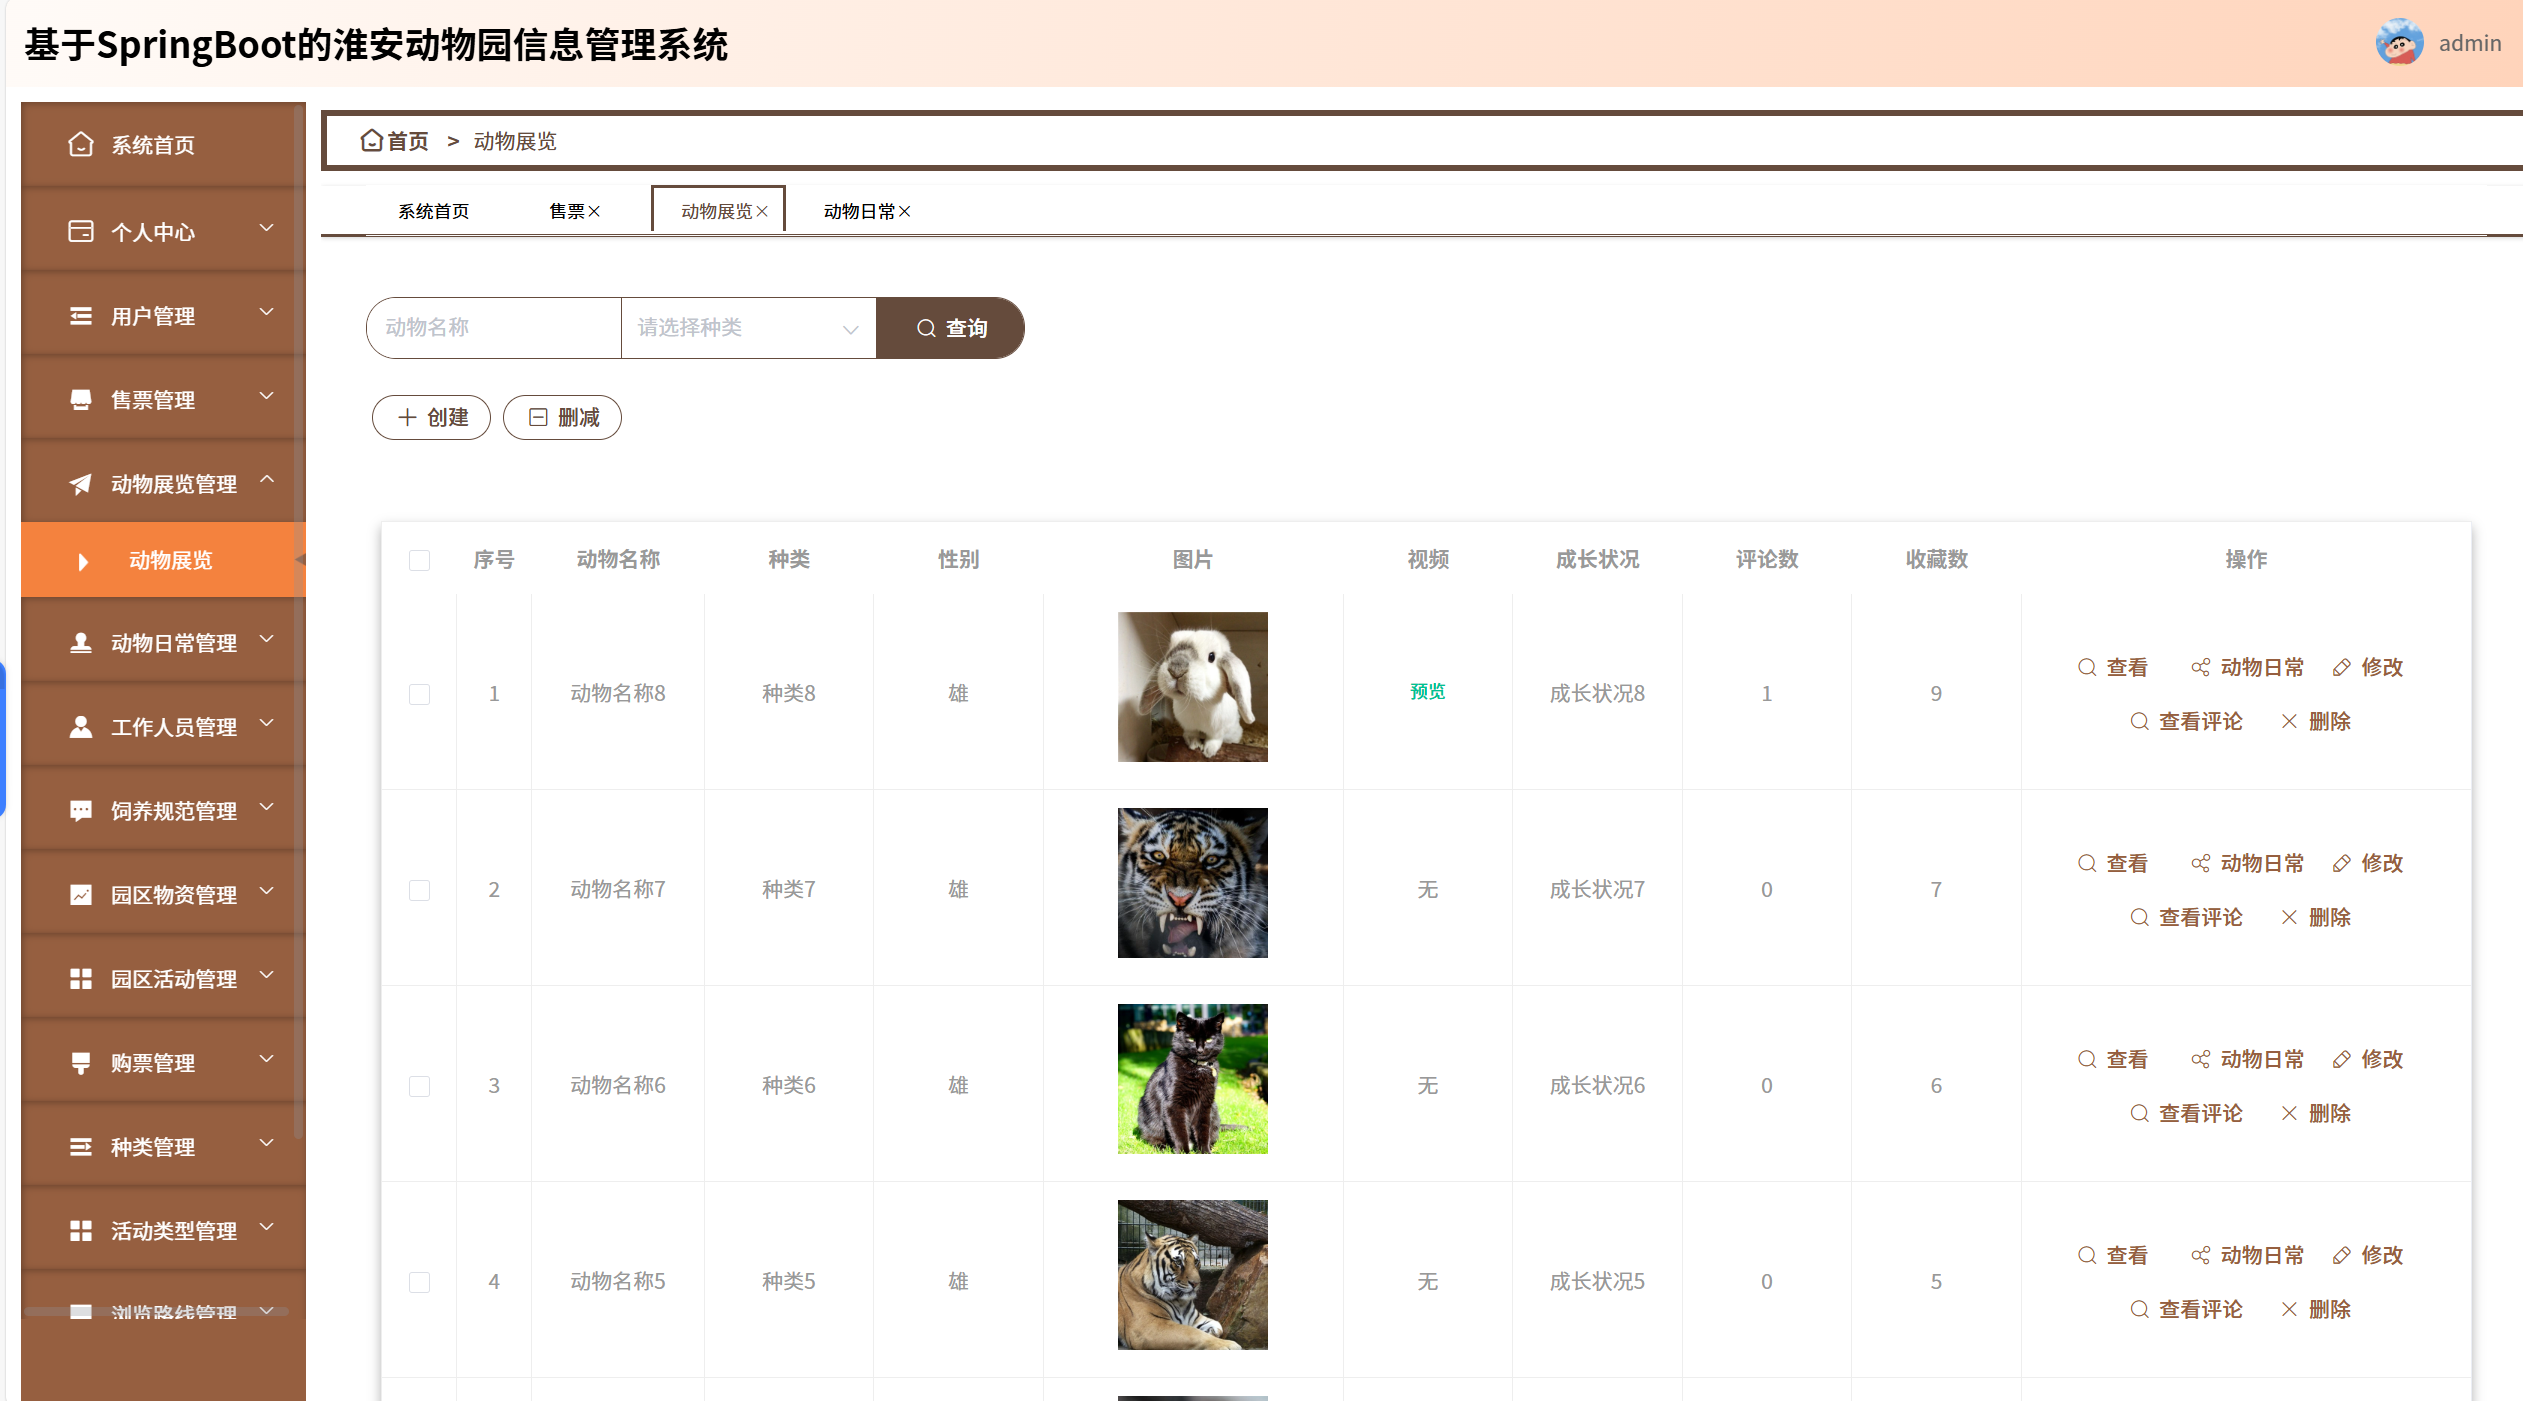 基于SpringBoot的淮安动物园信息管理系统
admin
系统首页
个人中心
用户管理
售票管理
动物展览管理
动物展览
动物日常管理
工作人员管理
饲养规范管理
园区物资管理
园区活动管理
购票管理
种类管理
活动类型管理
浏览路线管理
首页 > 动物展览
系统首页 售票 动物展览 动物日常
动物名称 请选择种类 查询
创建 删减
序号 动物名称 种类 性别 图片 视频 成长状况 评论数 收藏数 操作
1 动物名称8 种类8 雄 预览 成长状况8 1 9
查看 动物日常 修改
查看评论 删除
2 动物名称7 种类7 雄 无 成长状况7 0 7
查看 动物日常 修改
查看评论 删除
3 动物名称6 种类6 雄 无 成长状况6 0 6
查看 动物日常 修改
查看评论 删除
4 动物名称5 种类5 雄 无 成长状况5 0 5
查看 动物日常 修改
查看评论 删除